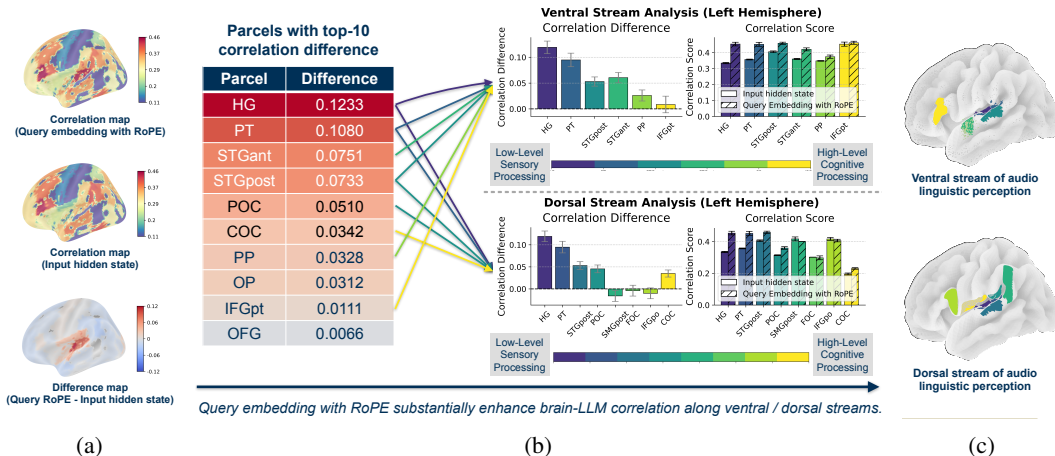 (a)
0.46
0.37
0.28
0.20
0.11
Correlation map
(Query embedding with RoPE)
0.46
0.37
0.29
0.20
0.11
Correlation map
(Input hidden state)
0.12
0.06
0.00
-0.06
-0.12
Difference map
(Query RoPE - Input hidden state)
(a)
(b)
Parcels with top-10
correlation difference
Parcel Difference
HG 0.1233
PT 0.1080
STGant 0.0751
STGpost 0.0733
POC 0.0510
COC 0.0342
PP 0.0328
OP 0.0312
IFGpt 0.0111
OFG 0.0066
Ventral Stream Analysis (Left Hemisphere)
Correlation Difference
Correlation Difference
0.10
0.05
0.00
HG PT STGpost STGant PP IFGpt
Correlation Score
Correlation Score
0.4
0.2
0.0
Input hidden state
Query Embedding with RoPE
HG PT STGpost STGant PP IFGpt
Low-Level
Sensory
Processing
High-Level
Cognitive
Processing
Dorsal Stream Analysis (Left Hemisphere)
Correlation Difference
Correlation Difference
0.10
0.05
0.00
HG PT STGpost POC SMGpost FOC IFGpo COC
Correlation Score
Correlation Score
0.4
0.2
0.0
Input hidden state
Query Embedding with RoPE
HG PT STGpost POC SMGpost FOC IFGpo COC
Low-Level
Sensory
Processing
High-Level
Cognitive
Processing
Query embedding with RoPE substantially enhance brain-LLM correlation along ventral / dorsal streams.
(b)
(c)
Ventral stream of audio
linguistic perception
Dorsal stream of audio
linguistic perception
(c)